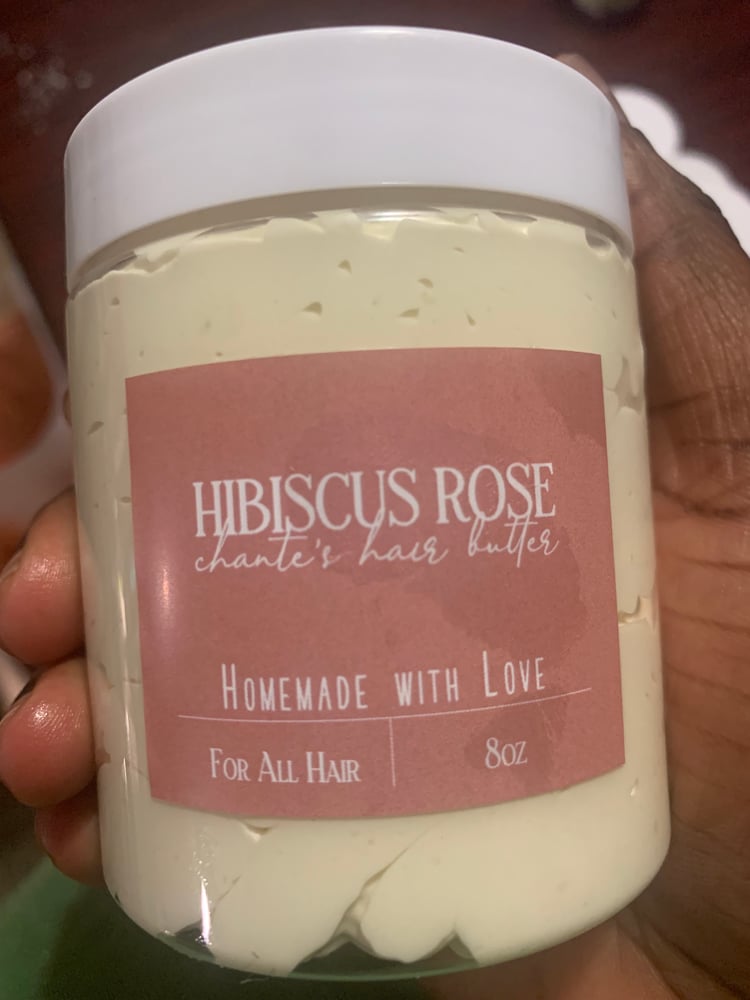 HIBISCUS ROSE
chante's hair butter
HOMEMADE WITH LOVE
FOR ALL HAIR
8OZ